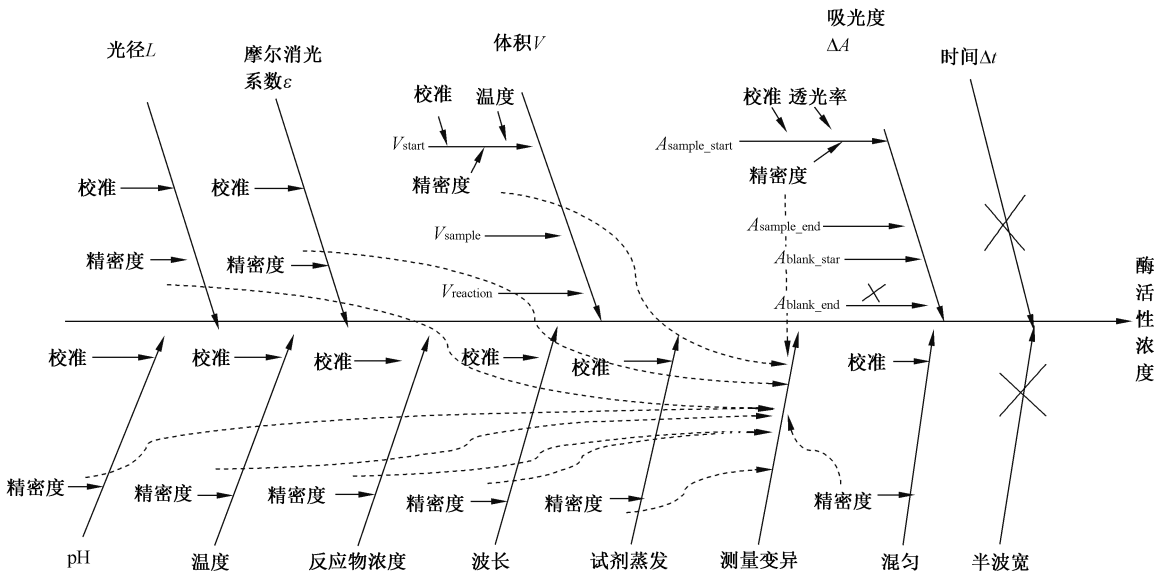 光径L
摩尔消光
系数ε
体积V
吸光度
ΔA
时间Δt
校准
温度
校准 透光率
Vstart
Asample_start
精密度
精密度
校准
校准
Vsample
Asample_end
精密度
精密度
Ablank_star
Vreaction
Ablank_end
酶活性浓度
校准
校准
校准
校准
校准
校准
精密度
精密度
精密度
精密度
精密度
精密度
pH
温度
反应物浓度
波长
试剂蒸发
测量变异
混匀
半波宽